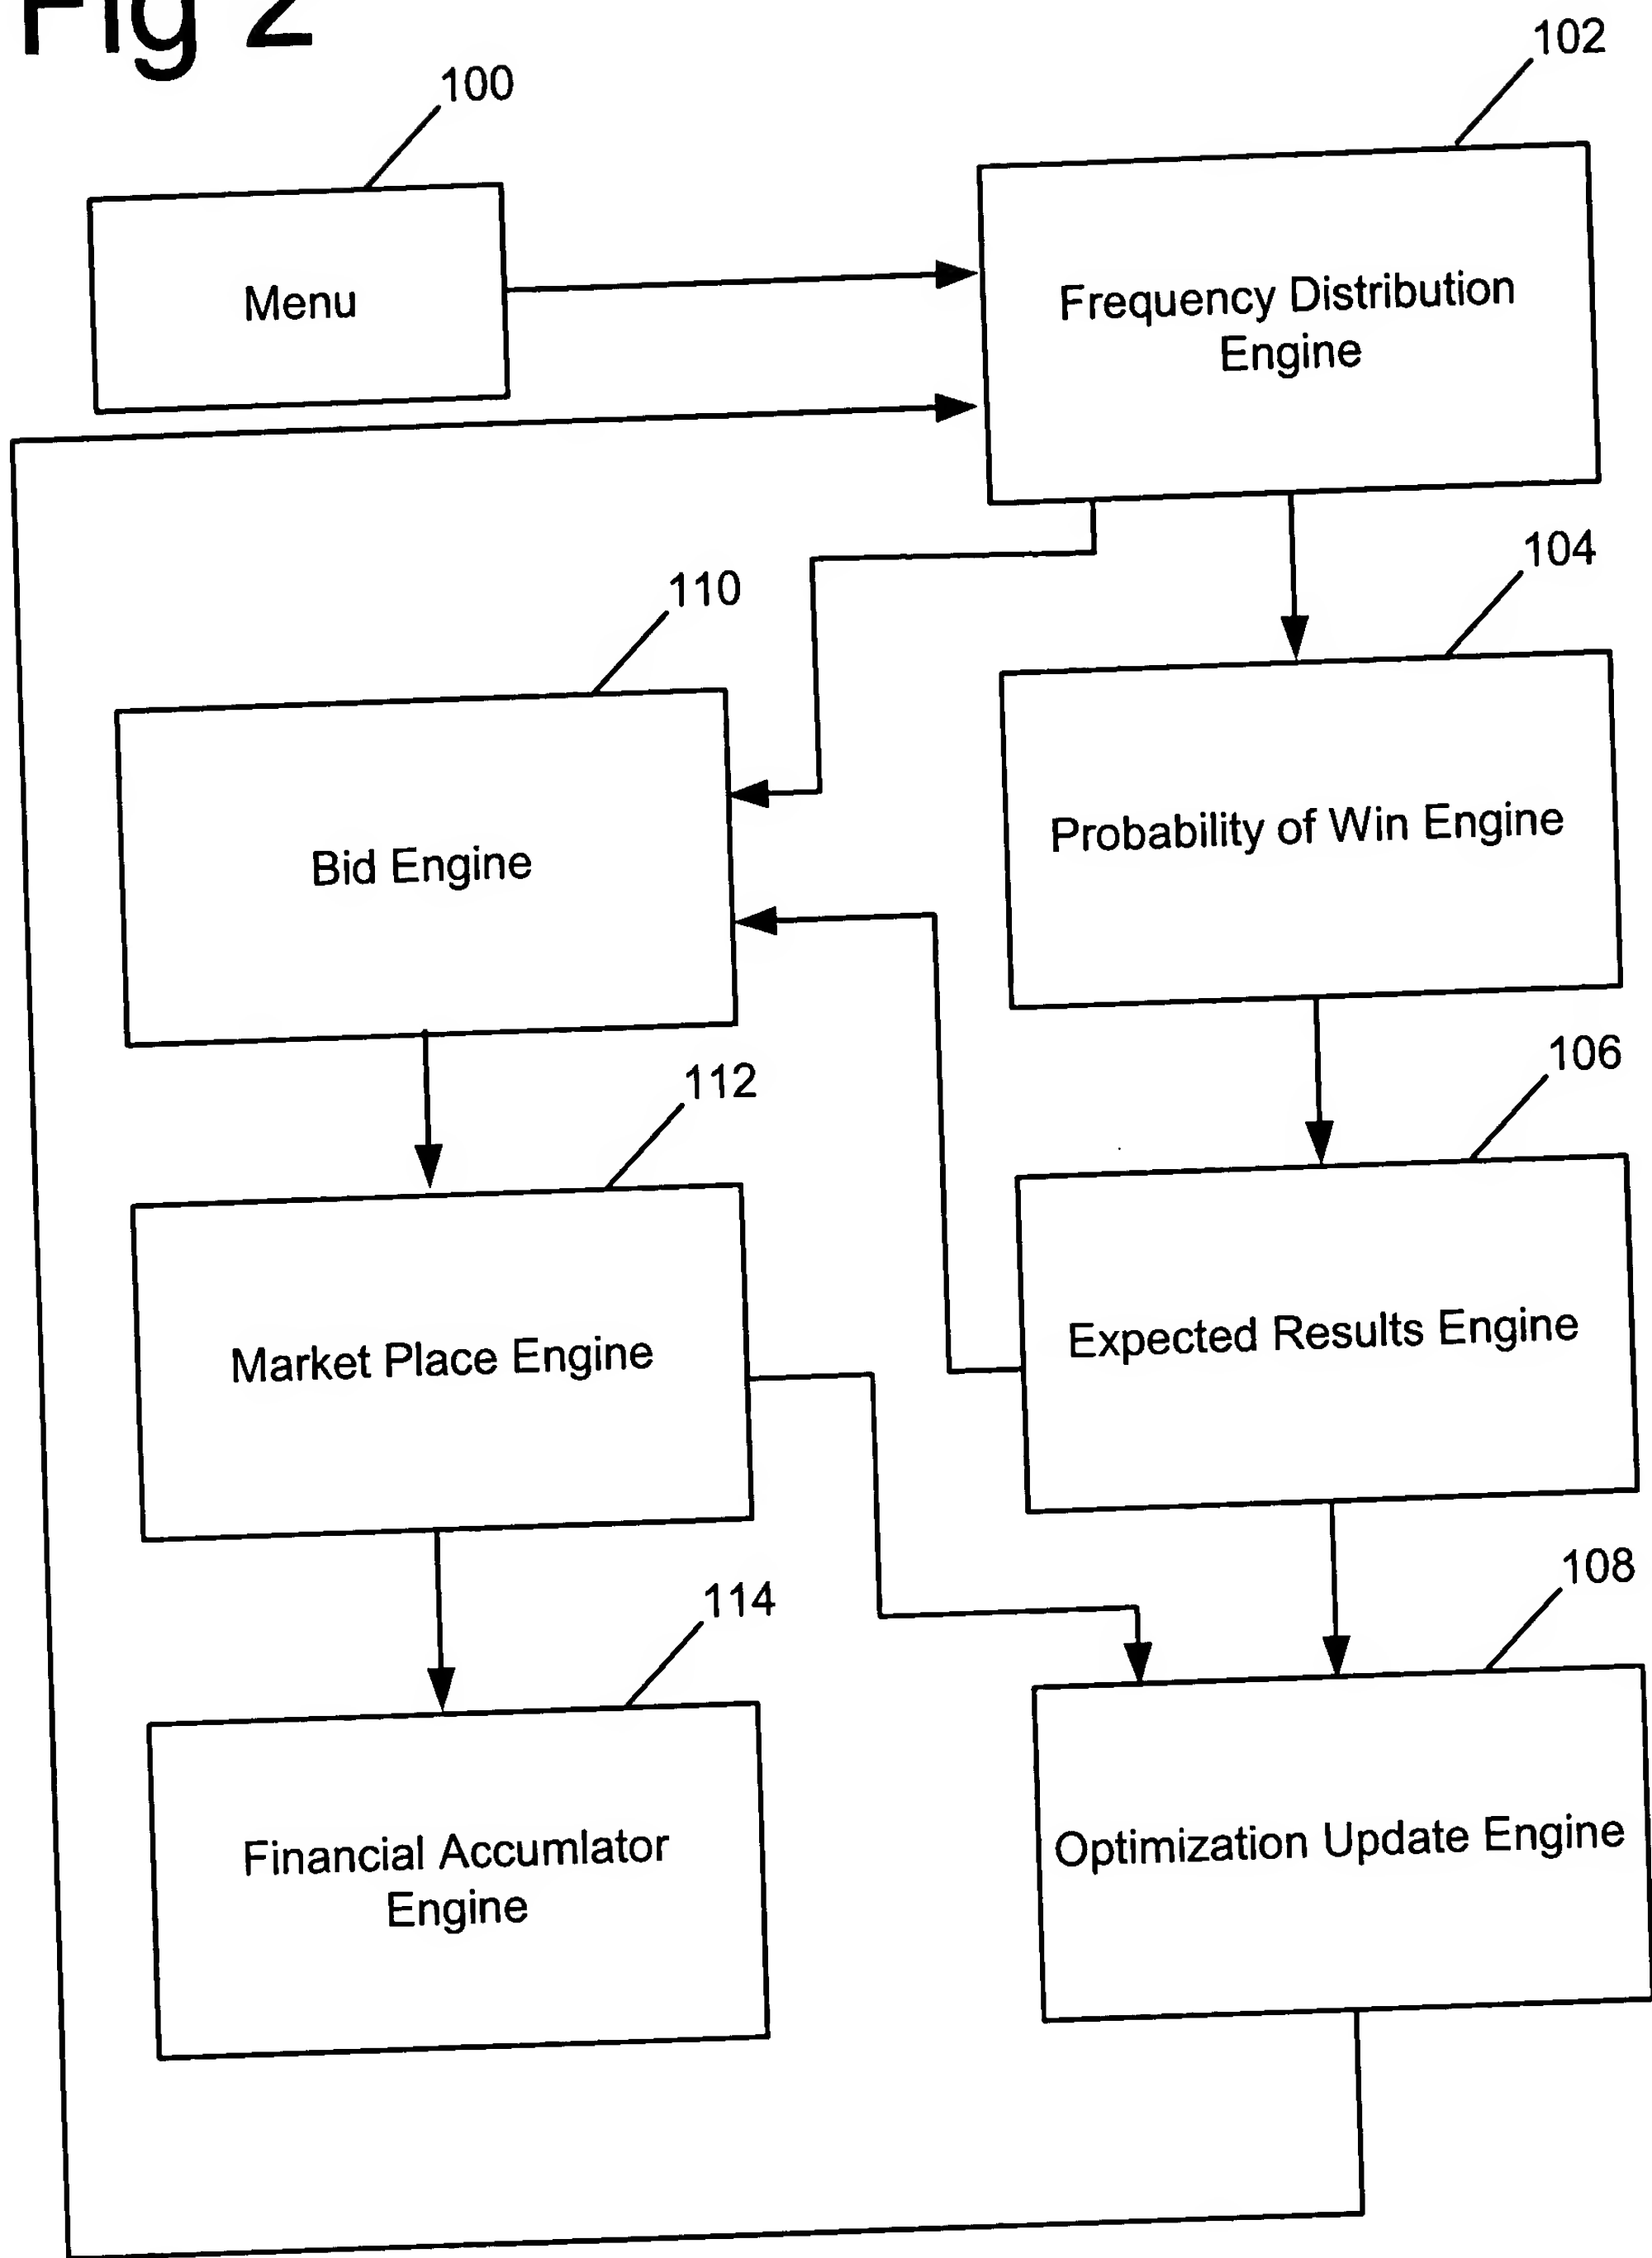 Fig 2
100
102
Menu
Frequency Distribution
Engine
104
110
Probability of Win Engine
Bid Engine
106
112
Expected Results Engine
Market Place Engine
108
114
Optimization Update Engine
Financial Accumlator
Engine